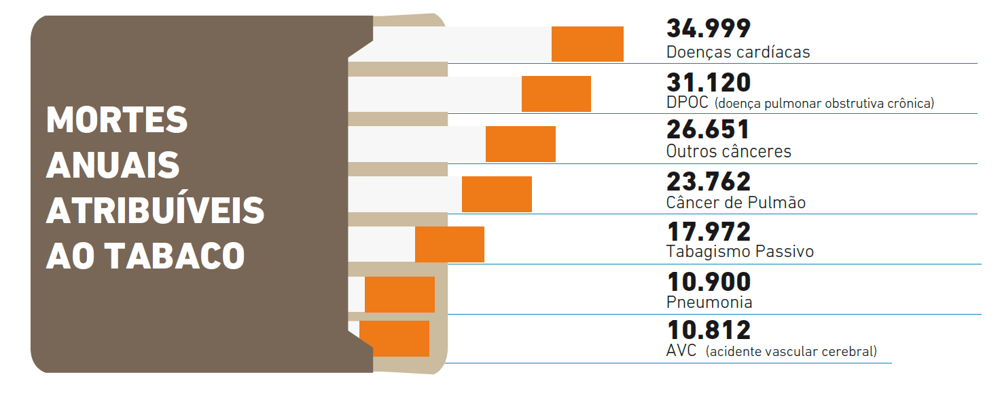 MORTES
ANUAIS
ATRIBUÍVEIS
AO TABACO
34.999
Doenças cardíacas
31.120
DPOC (doença pulmonar obstrutiva crônica)
26.651
Outros cânceres
23.762
Câncer de Pulmão
17.972
Tabagismo Passivo
10.900
Pneumonia
10.812
AVC (acidente vascular cerebral)